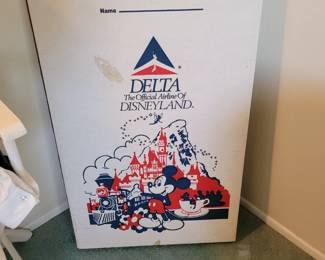 Name
DELTA
The Official Airline Of
DISNEYLAND.